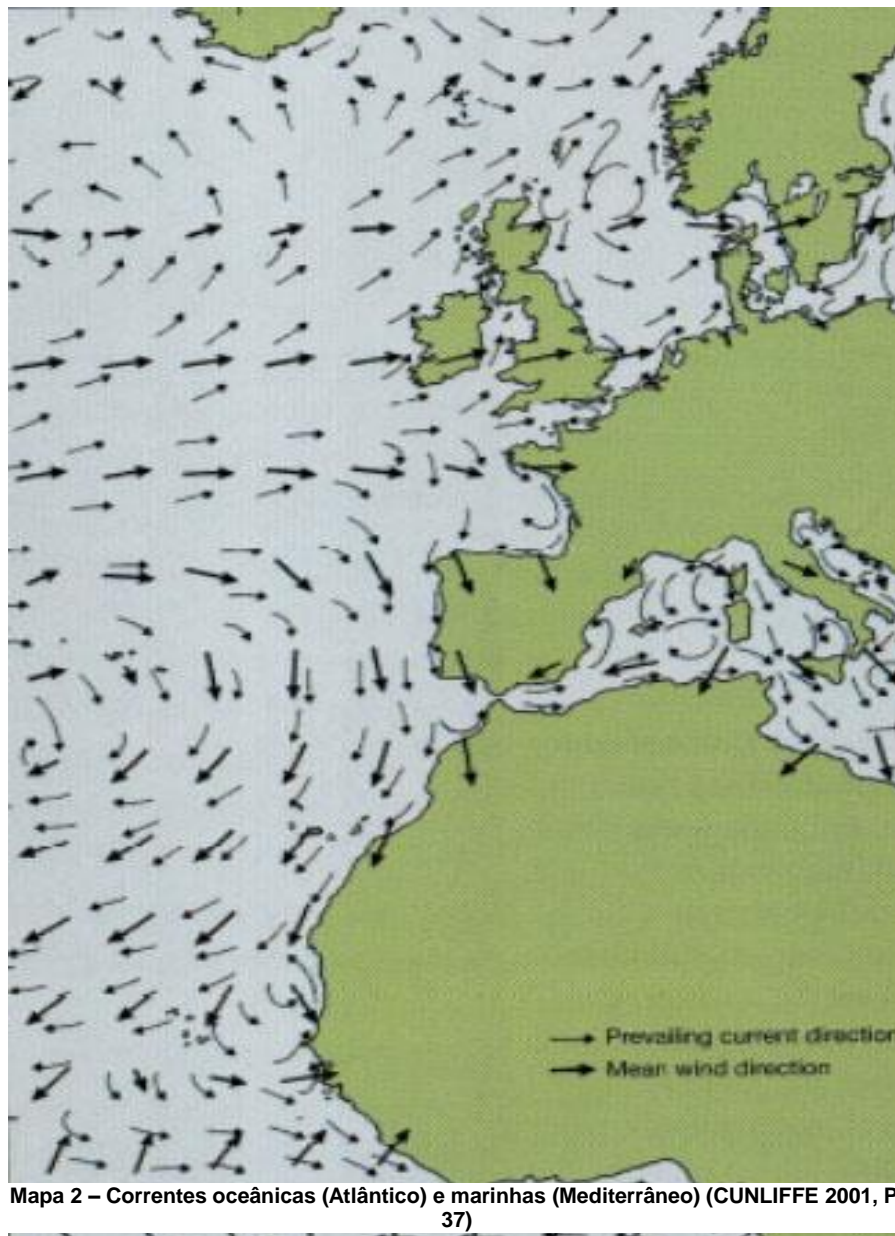 Prevailing current direction
Mean wind direction
Mapa 2 – Correntes oceânicas (Atlântico) e marinhas (Mediterrâneo) (CUNLIFFE 2001, P
37)